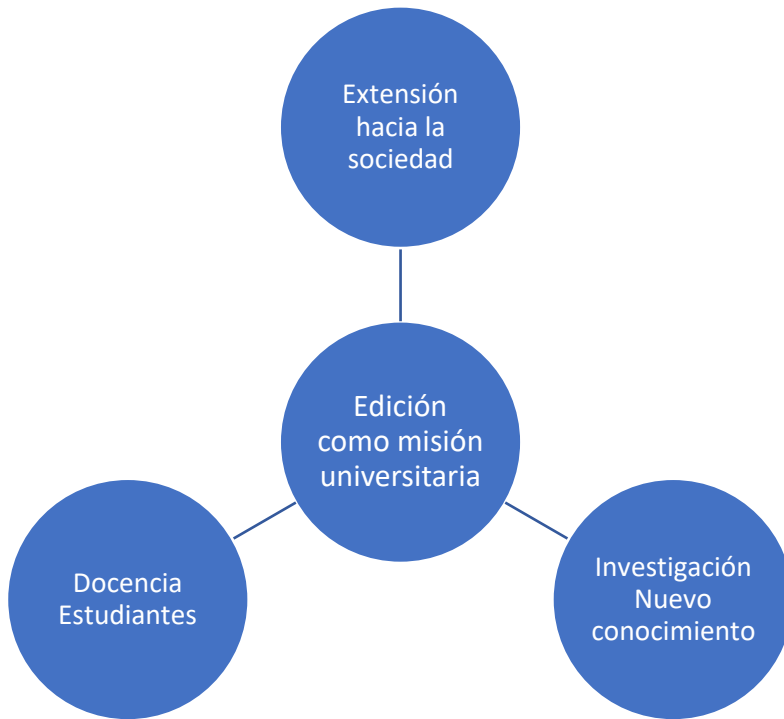 Extensión
hacia la
sociedad
Edición
como misión
universitaria
Docencia
Estudiantes
Investigación
Nuevo
conocimiento